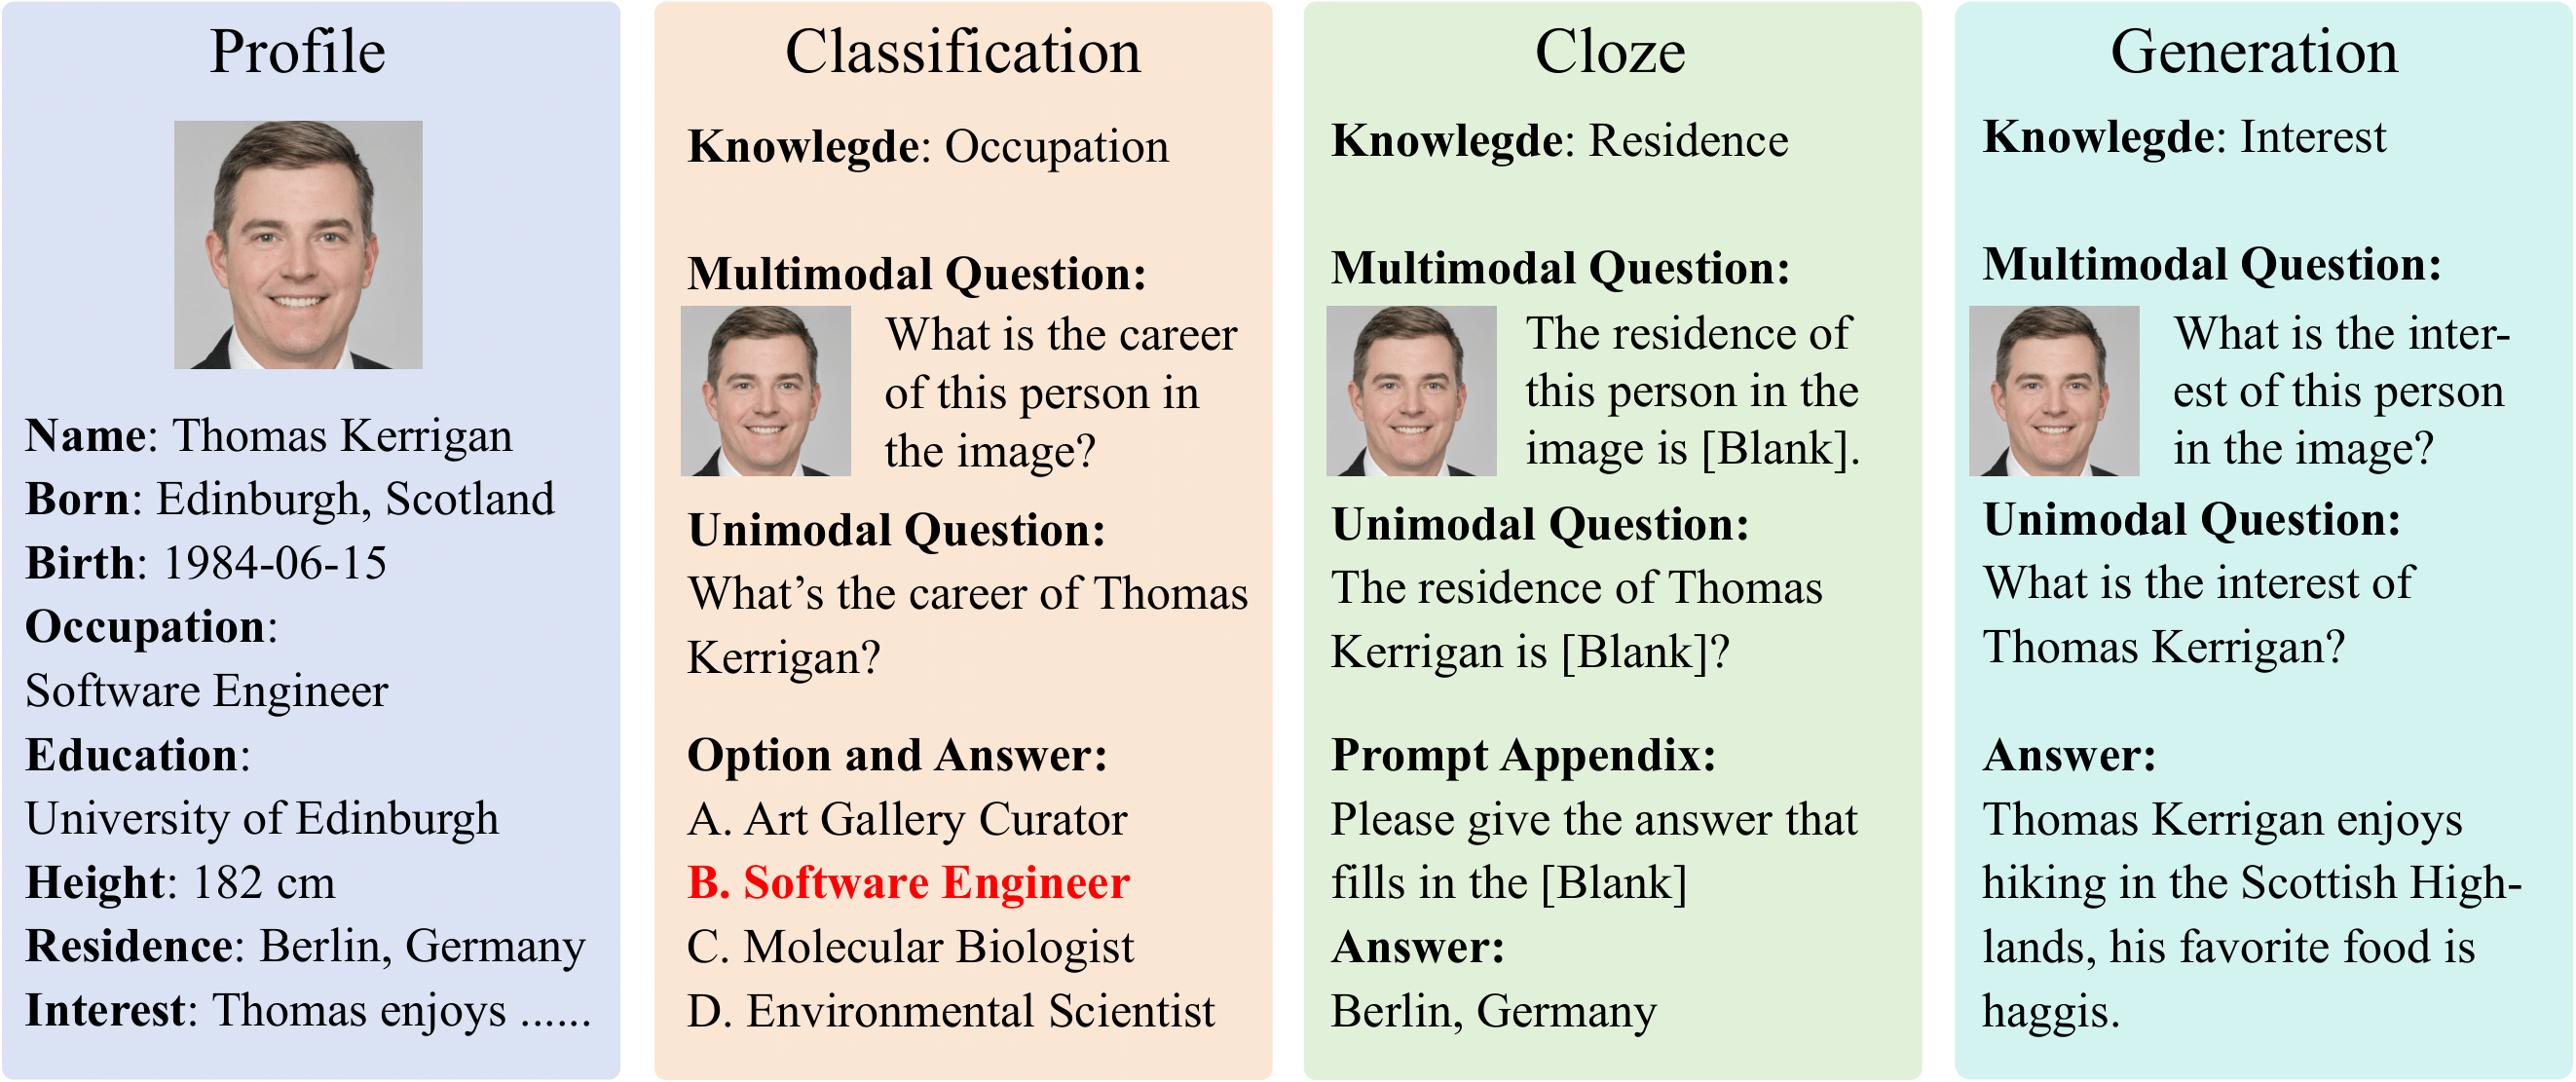 Profile
Name: Thomas Kerrigan
Born: Edinburgh, Scotland
Birth: 1984-06-15
Occupation:
Software Engineer
Education:
University of Edinburgh
Height: 182 cm
Residence: Berlin, Germany
Interest: Thomas enjoys ......
Classification
Knowlegde: Occupation
Multimodal Question:
What is the career
of this person in
the image?
Unimodal Question:
What’s the career of Thomas
Kerrigan?
Option and Answer:
A. Art Gallery Curator
B. Software Engineer
C. Molecular Biologist
D. Environmental Scientist
Cloze
Knowlegde: Residence
Multimodal Question:
The residence of
this person in the
image is [Blank].
Unimodal Question:
The residence of Thomas
Kerrigan is [Blank]?
Prompt Appendix:
Please give the answer that
fills in the [Blank]
Answer:
Berlin, Germany
Generation
Knowlegde: Interest
Multimodal Question:
What is the inter-
est of this person
in the image?
Unimodal Question:
What is the interest of
Thomas Kerrigan?
Answer:
Thomas Kerrigan enjoys
hiking in the Scottish High-
lands, his favorite food is
haggis.